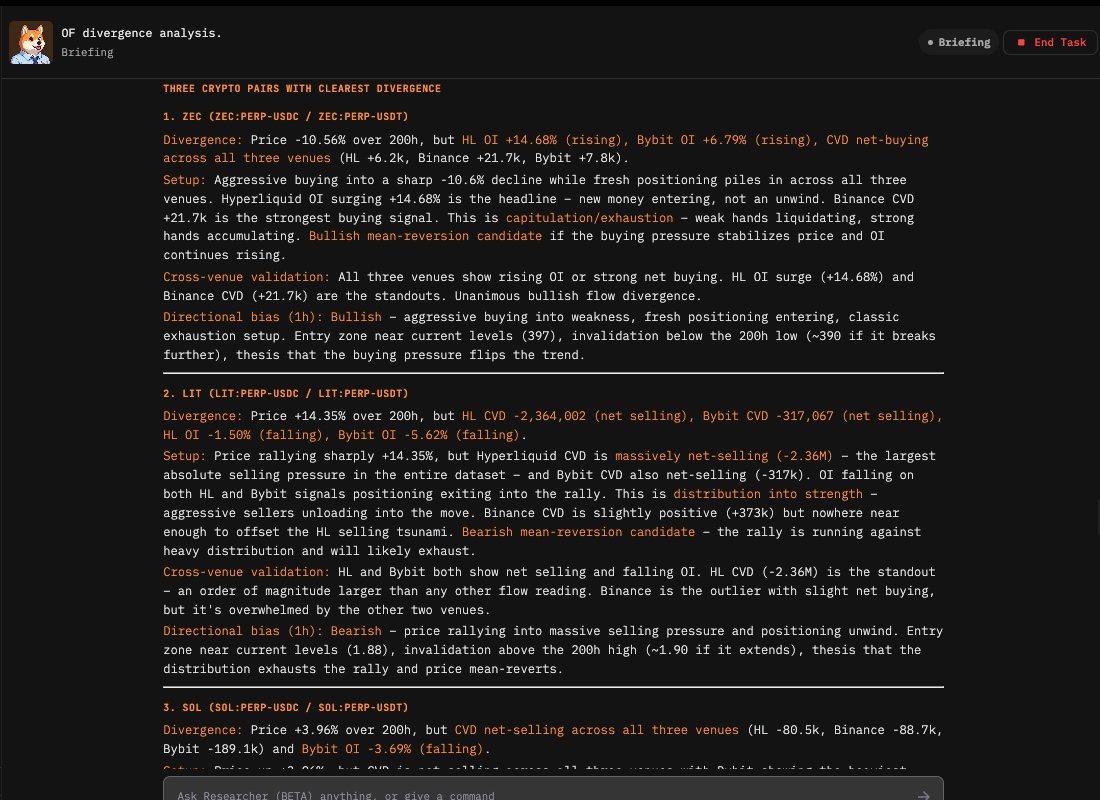 OF divergence analysis.
Briefing
• Briefing
End Task
THREE CRYPTO PAIRS WITH CLEAREST DIVERGENCE
1. ZEC (ZEC:PERP-USDC / ZEC:PERP-USDT)
Divergence: Price -10.56% over 200h, but HL OI +14.68% (rising), Bybit OI +6.79% (rising), CVD net-buying
across all three venues (HL +6.2k, Binance +21.7k, Bybit +7.8k).
Setup: Aggressive buying into a sharp -10.6% decline while fresh positioning piles in across all three
venues. Hyperliquid OI surging +14.68% is the headline – new money entering, not an unwind. Binance CVD
+21.7k is the strongest buying signal. This is capitulation/exhaustion – weak hands liquidating, strong
hands accumulating. Bullish mean-reversion candidate if the buying pressure stabilizes price and OI
continues rising.
Cross-venue validation: All three venues show rising OI or strong net buying. HL OI surge (+14.68%) and
Binance CVD (+21.7k) are the standouts. Unanimous bullish flow divergence.
Directional bias (1h): Bullish – aggressive buying into weakness, fresh positioning entering, classic
exhaustion setup. Entry zone near current levels (397), invalidation below the 200h low (~390 if it breaks
further), thesis that the buying pressure flips the trend.
2. LIT (LIT:PERP-USDC / LIT:PERP-USDT)
Divergence: Price +14.35% over 200h, but HL CVD -2,364,002 (net selling), Bybit CVD -317,067 (net selling),
HL OI -1.50% (falling), Bybit OI -5.62% (falling).
Setup: Price rallying sharply +14.35%, but Hyperliquid CVD is massively net-selling (-2.36M) – the largest
absolute selling pressure in the entire dataset – and Bybit CVD also net-selling (-317k). OI falling on
both HL and Bybit signals positioning exiting into the rally. This is distribution into strength –
aggressive sellers unloading into the move. Binance CVD is slightly positive (+373k) but nowhere near
enough to offset the HL selling tsunami. Bearish mean-reversion candidate – the rally is running against
heavy distribution and will likely exhaust.
Cross-venue validation: HL and Bybit both show net selling and falling OI. HL CVD (-2.36M) is the standout
– an order of magnitude larger than any other flow reading. Binance is the outlier with slight net buying,
but it's overwhelmed by the other two venues.
Directional bias (1h): Bearish – price rallying into massive selling pressure and positioning unwind. Entry
zone near current levels (1.88), invalidation above the 200h high (~1.90 if it extends), thesis that the
distribution exhausts the rally and price mean-reverts.
3. SOL (SOL:PERP-USDC / SOL:PERP-USDT)
Divergence: Price +3.96% over 200h, but CVD net-selling across all three venues (HL -80.5k, Binance -88.7k,
Bybit -189.1k) and Bybit OI -3.69% (falling).
Ask Researcher (BETA) anything, or give a command